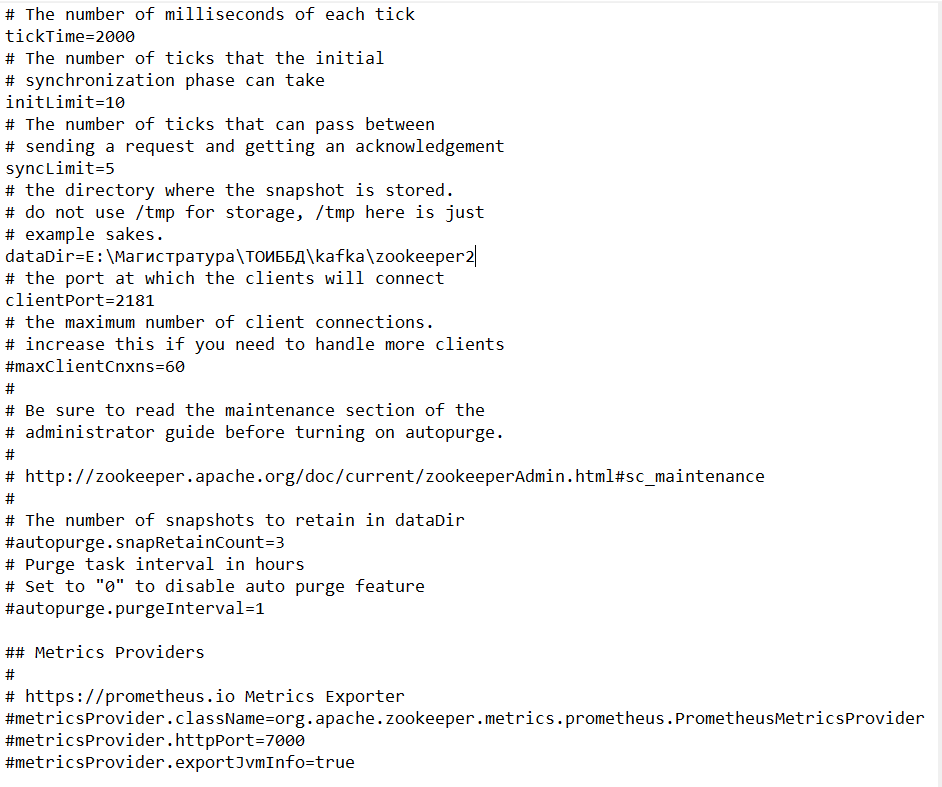 # The number of milliseconds of each tick
tickTime=2000
# The number of ticks that the initial
# synchronization phase can take
initLimit=10
# The number of ticks that can pass between
# sending a request and getting an acknowledgement
syncLimit=5
# the directory where the snapshot is stored.
# do not use /tmp for storage, /tmp here is just
# example sakes.
dataDir=E:\Магистратура\ТОИББД\kafka\zookeeper2
# the port at which the clients will connect
clientPort=2181
# the maximum number of client connections.
# increase this if you need to handle more clients
#maxClientCnxns=60
#
# Be sure to read the maintenance section of the
# administrator guide before turning on autopurge.
#
# http://zookeeper.apache.org/doc/current/zookeeperAdmin.html#sc_maintenance
#
# The number of snapshots to retain in dataDir
#autopurge.snapRetainCount=3
# Purge task interval in hours
# Set to "0" to disable auto purge feature
#autopurge.purgeInterval=1

## Metrics Providers
#
# https://prometheus.io Metrics Exporter
#metricsProvider.className=org.apache.zookeeper.metrics.prometheus.PrometheusMetricsProvider
#metricsProvider.httpPort=7000
#metricsProvider.exportJvmInfo=true